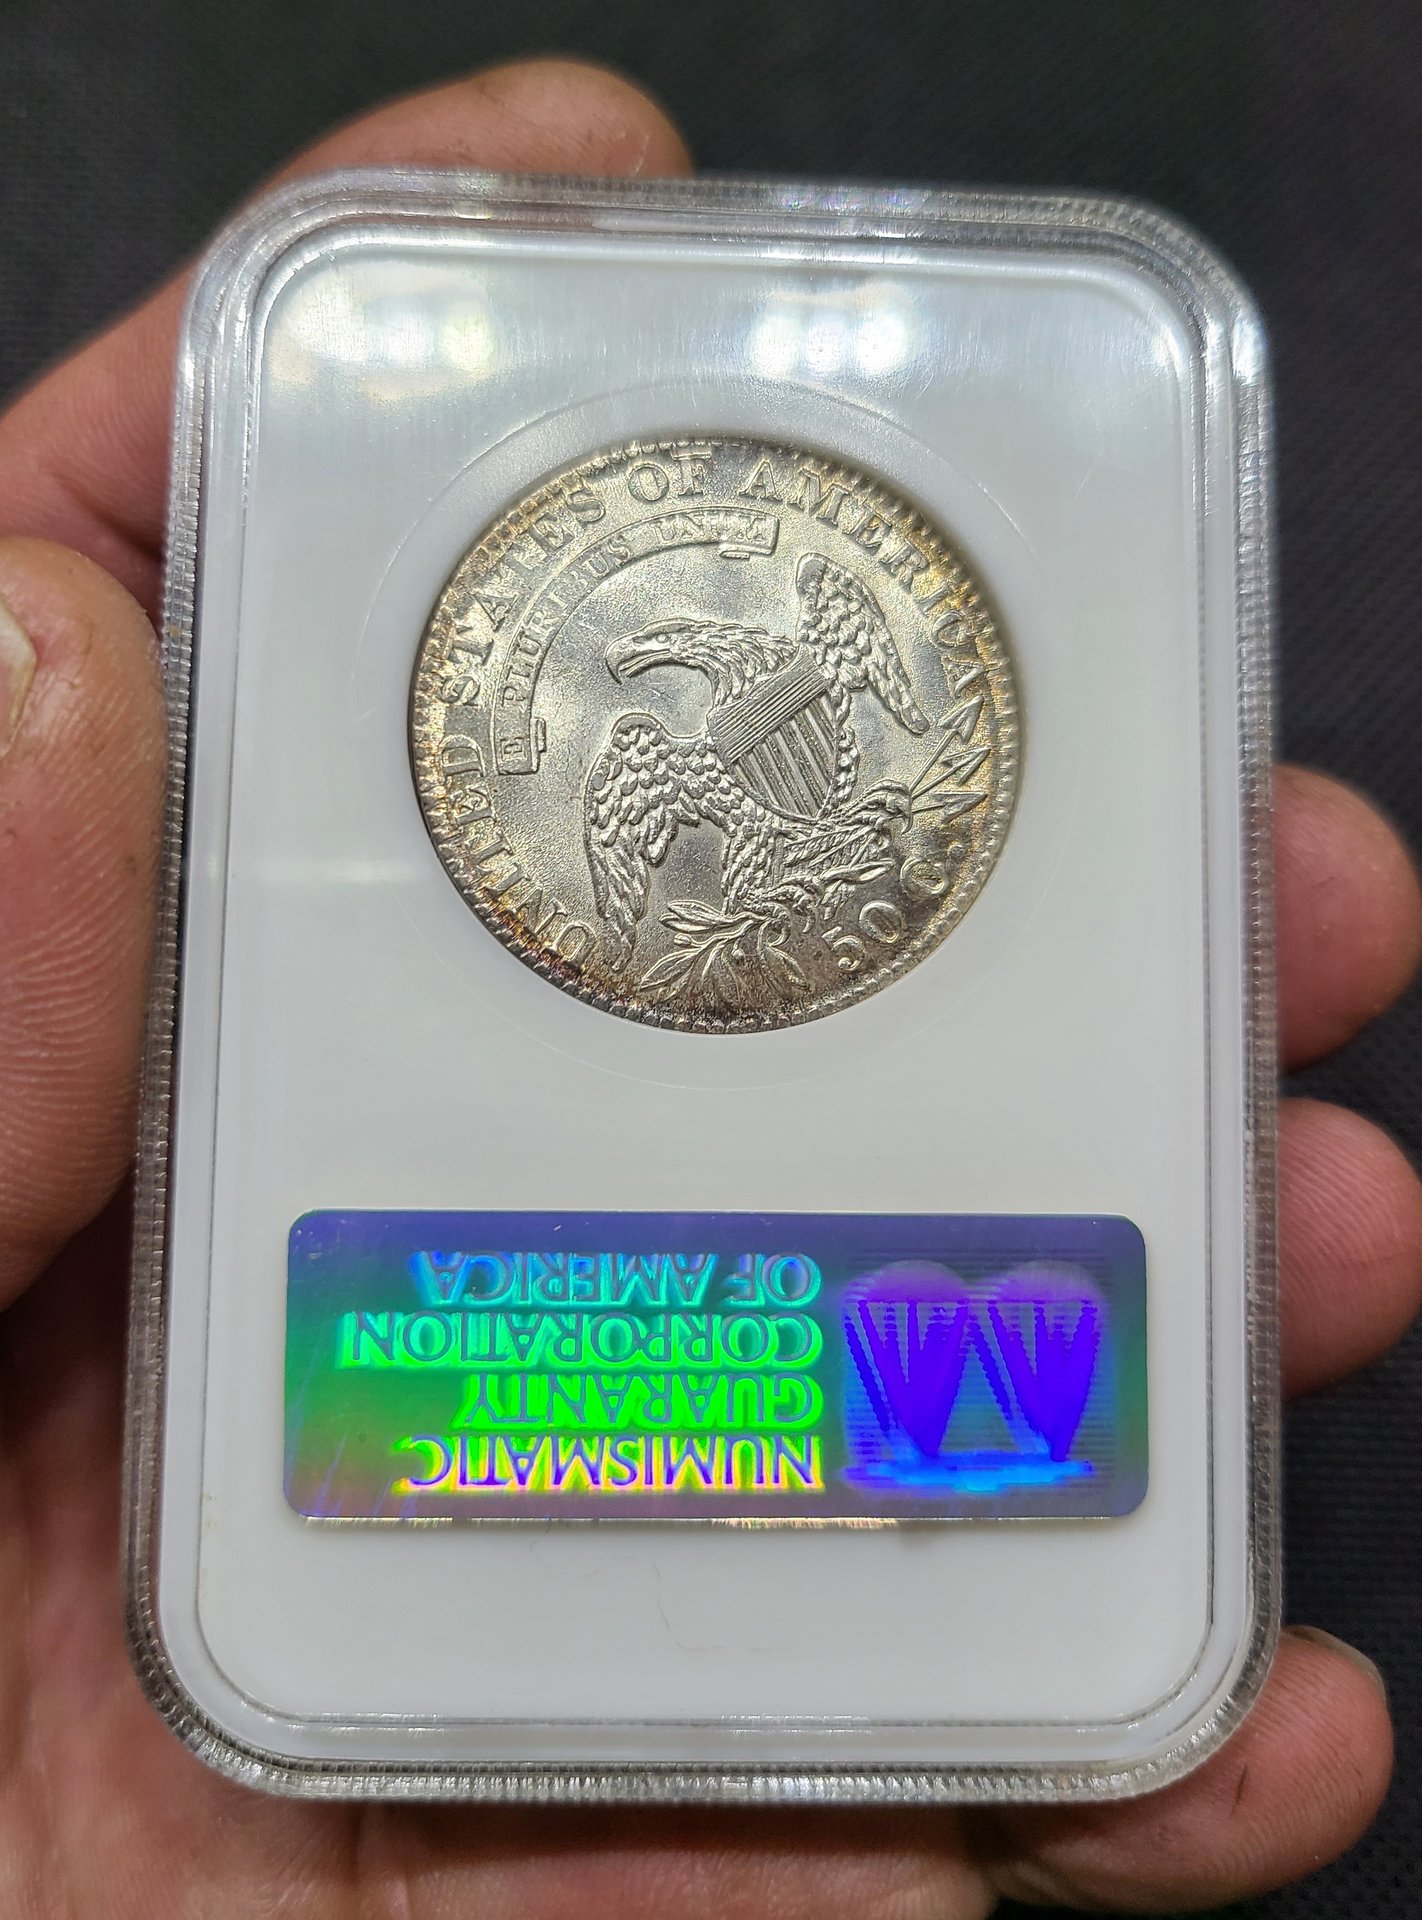 UNITED STATES OF AMERICA
E PLURIBUS UNUM
50 C.
NUMISMATIC
GUARANTY
CORPORATION
OF AMERICA